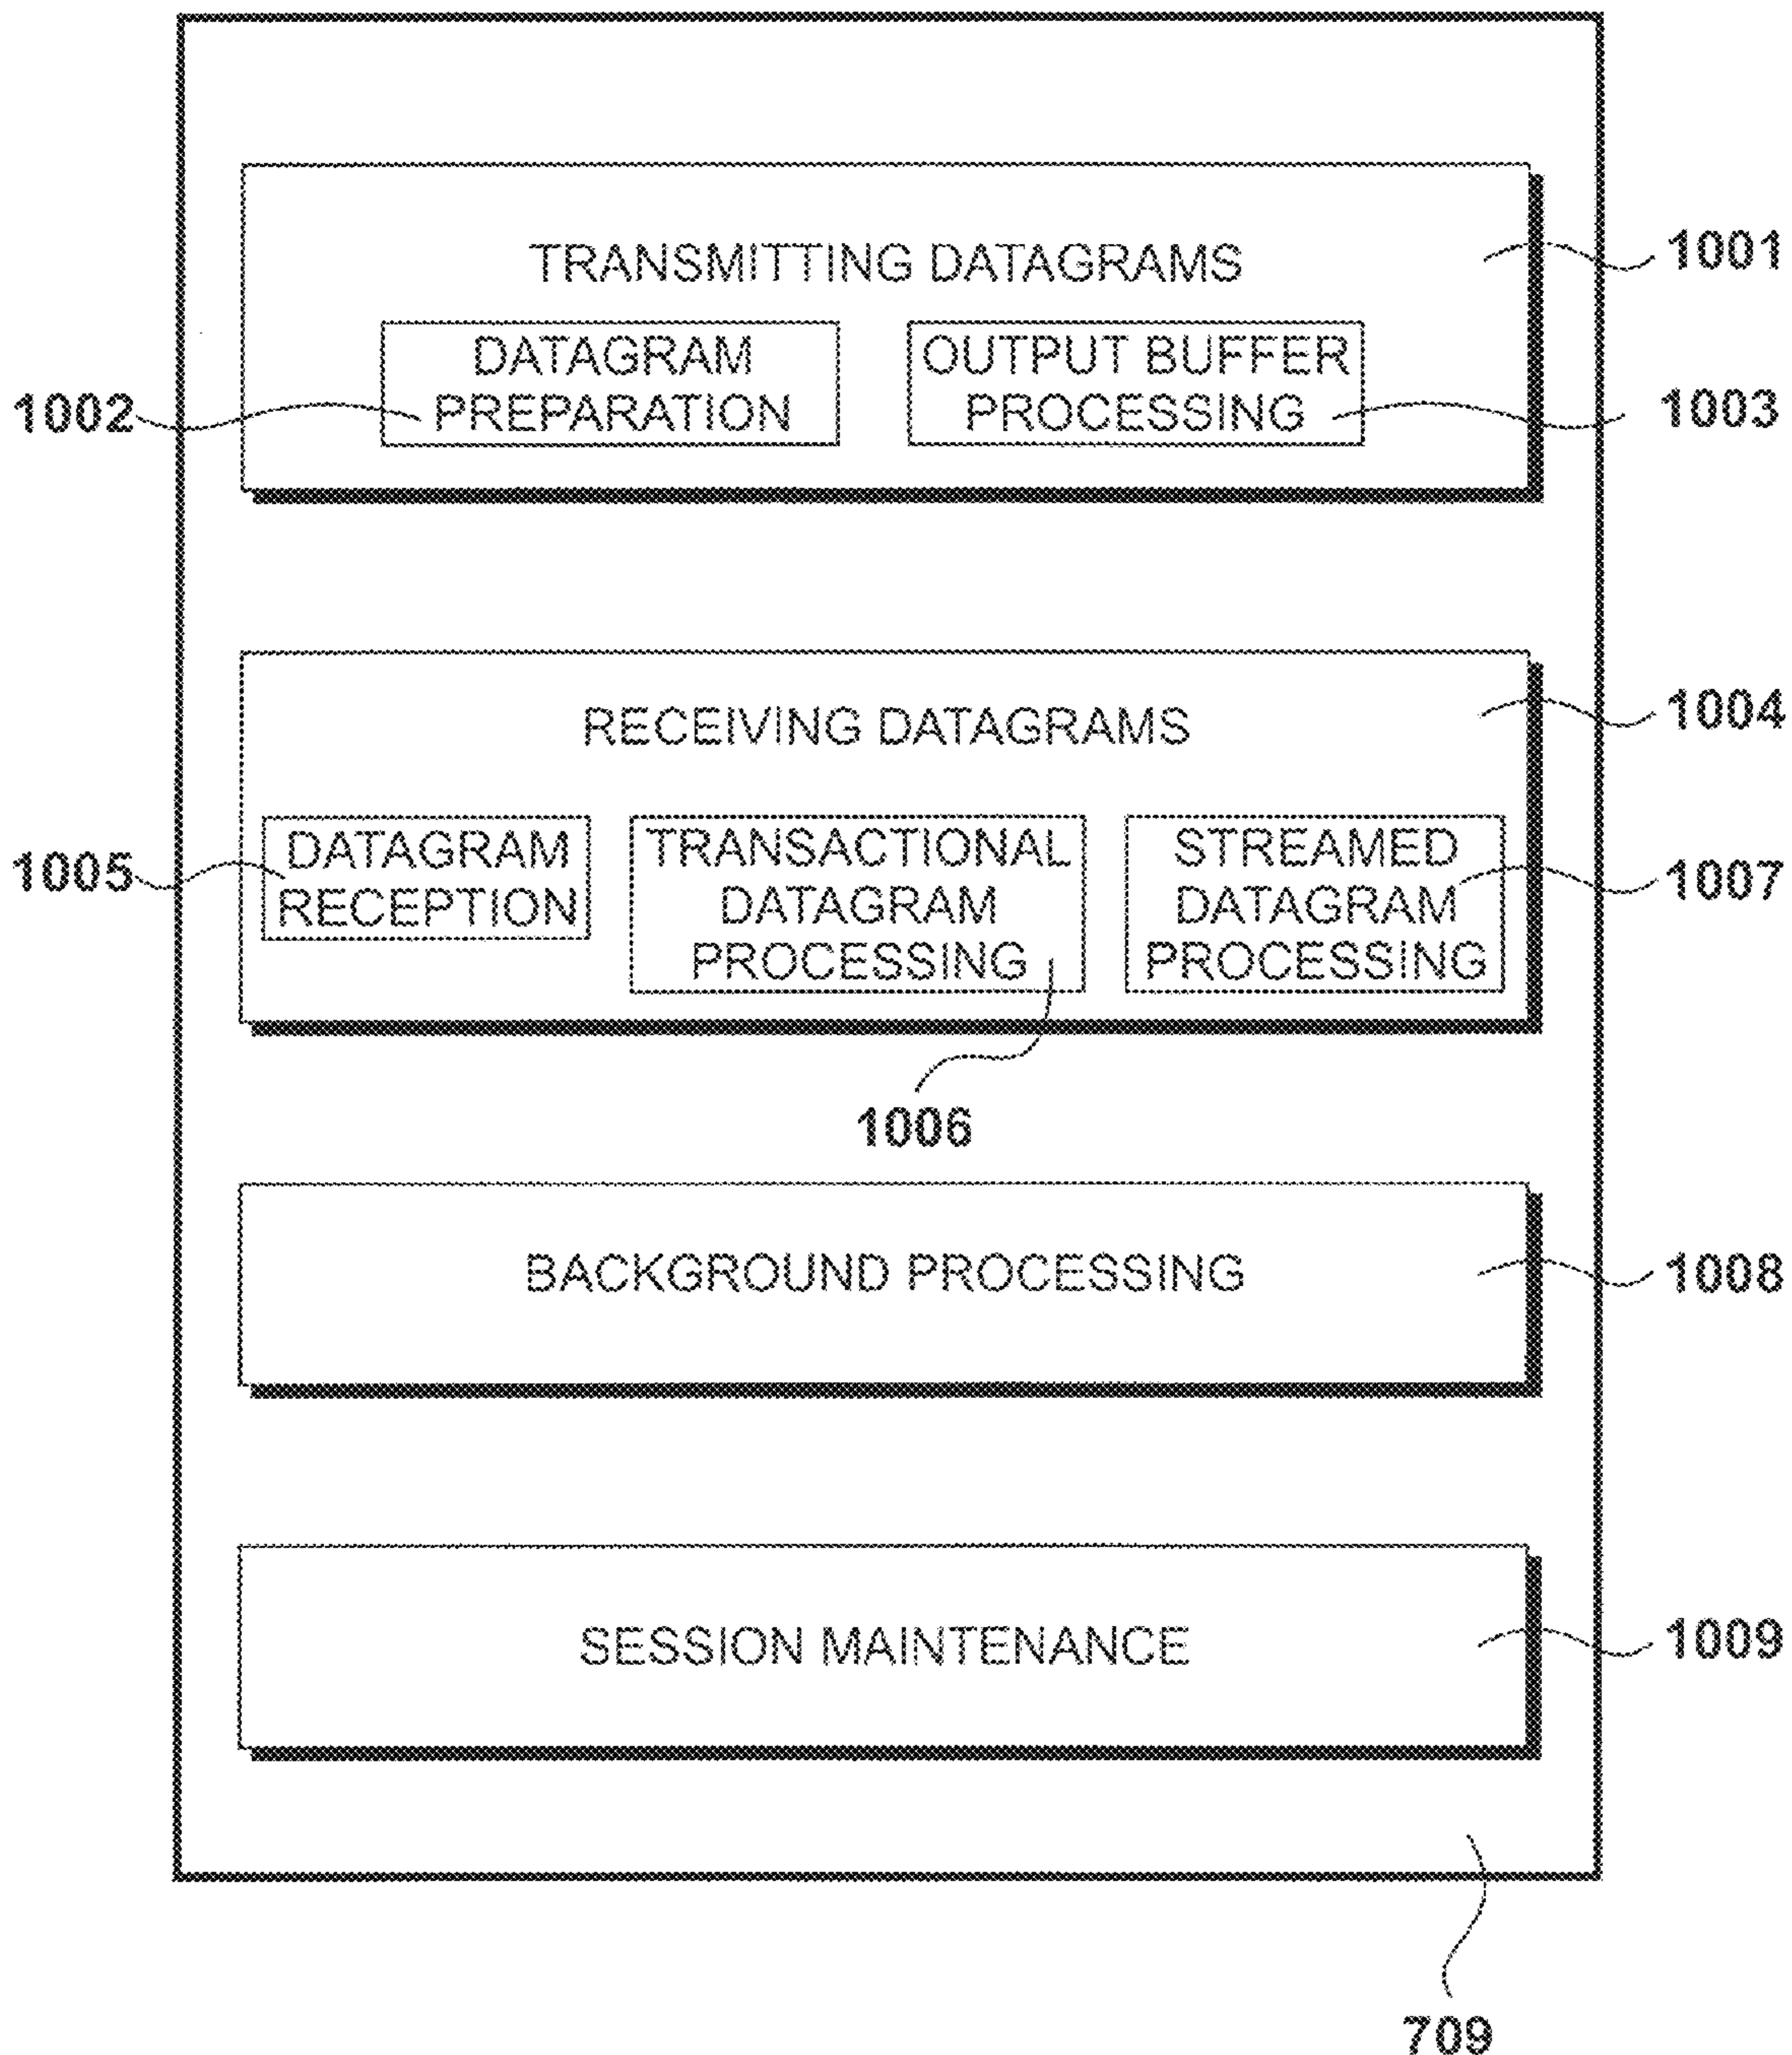 TRANSMITTING DATAGRAMS
1001
DATAGRAM
PREPARATION
1002
OUTPUT BUFFER
PROCESSING
1003
RECEIVING DATAGRAMS
1004
DATAGRAM
RECEPTION
1005
TRANSACTIONAL
DATAGRAM
PROCESSING
1006
STREAMED
DATAGRAM
PROCESSING
1007
BACKGROUND PROCESSING
1008
SESSION MAINTENANCE
1009
709